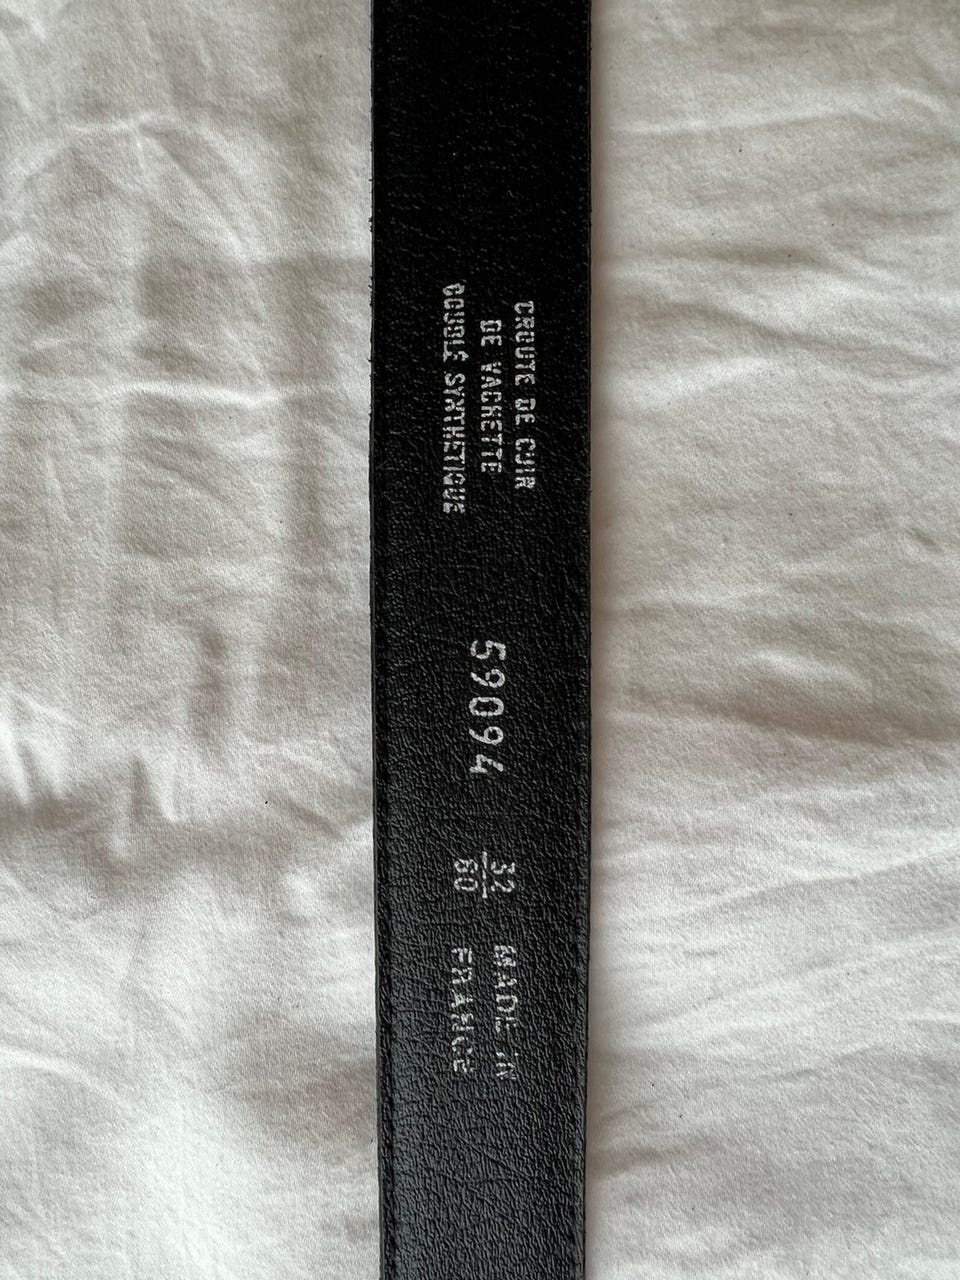 CROUTE DE CUIR
DE VACHETTE
DOUBLÉ SYNTHETIQUE
59094
32
80
MADE IN
FRANCE